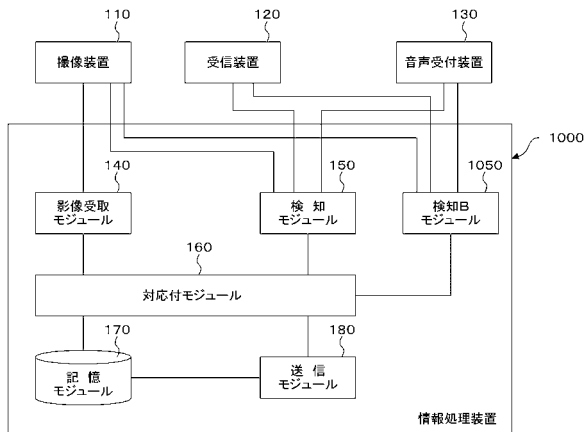 110
120
130
撮像装置
受信装置
音声受付装置
1000
140
150
1050
影像受取
モジュール
検 知
モジュール
検知B
モジュール
160
対応付モジュール
170
180
記 憶
モジュール
送 信
モジュール
情報処理装置